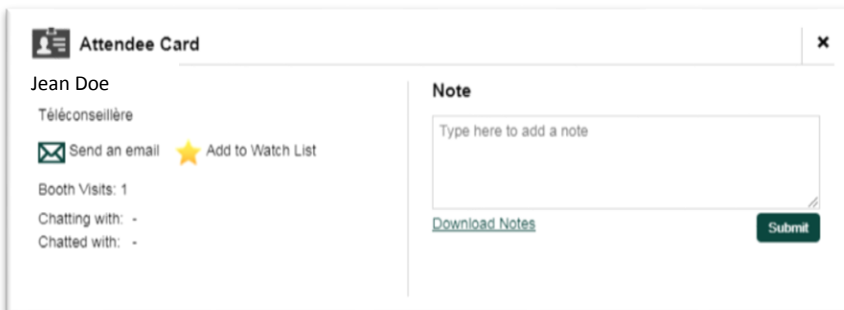 Attendee Card
×
Jean Doe
Téléconseillère
Send an email Add to Watch List
Booth Visits: 1
Chatting with: -
Chatted with: -
Note
Type here to add a note
Download Notes
Submit